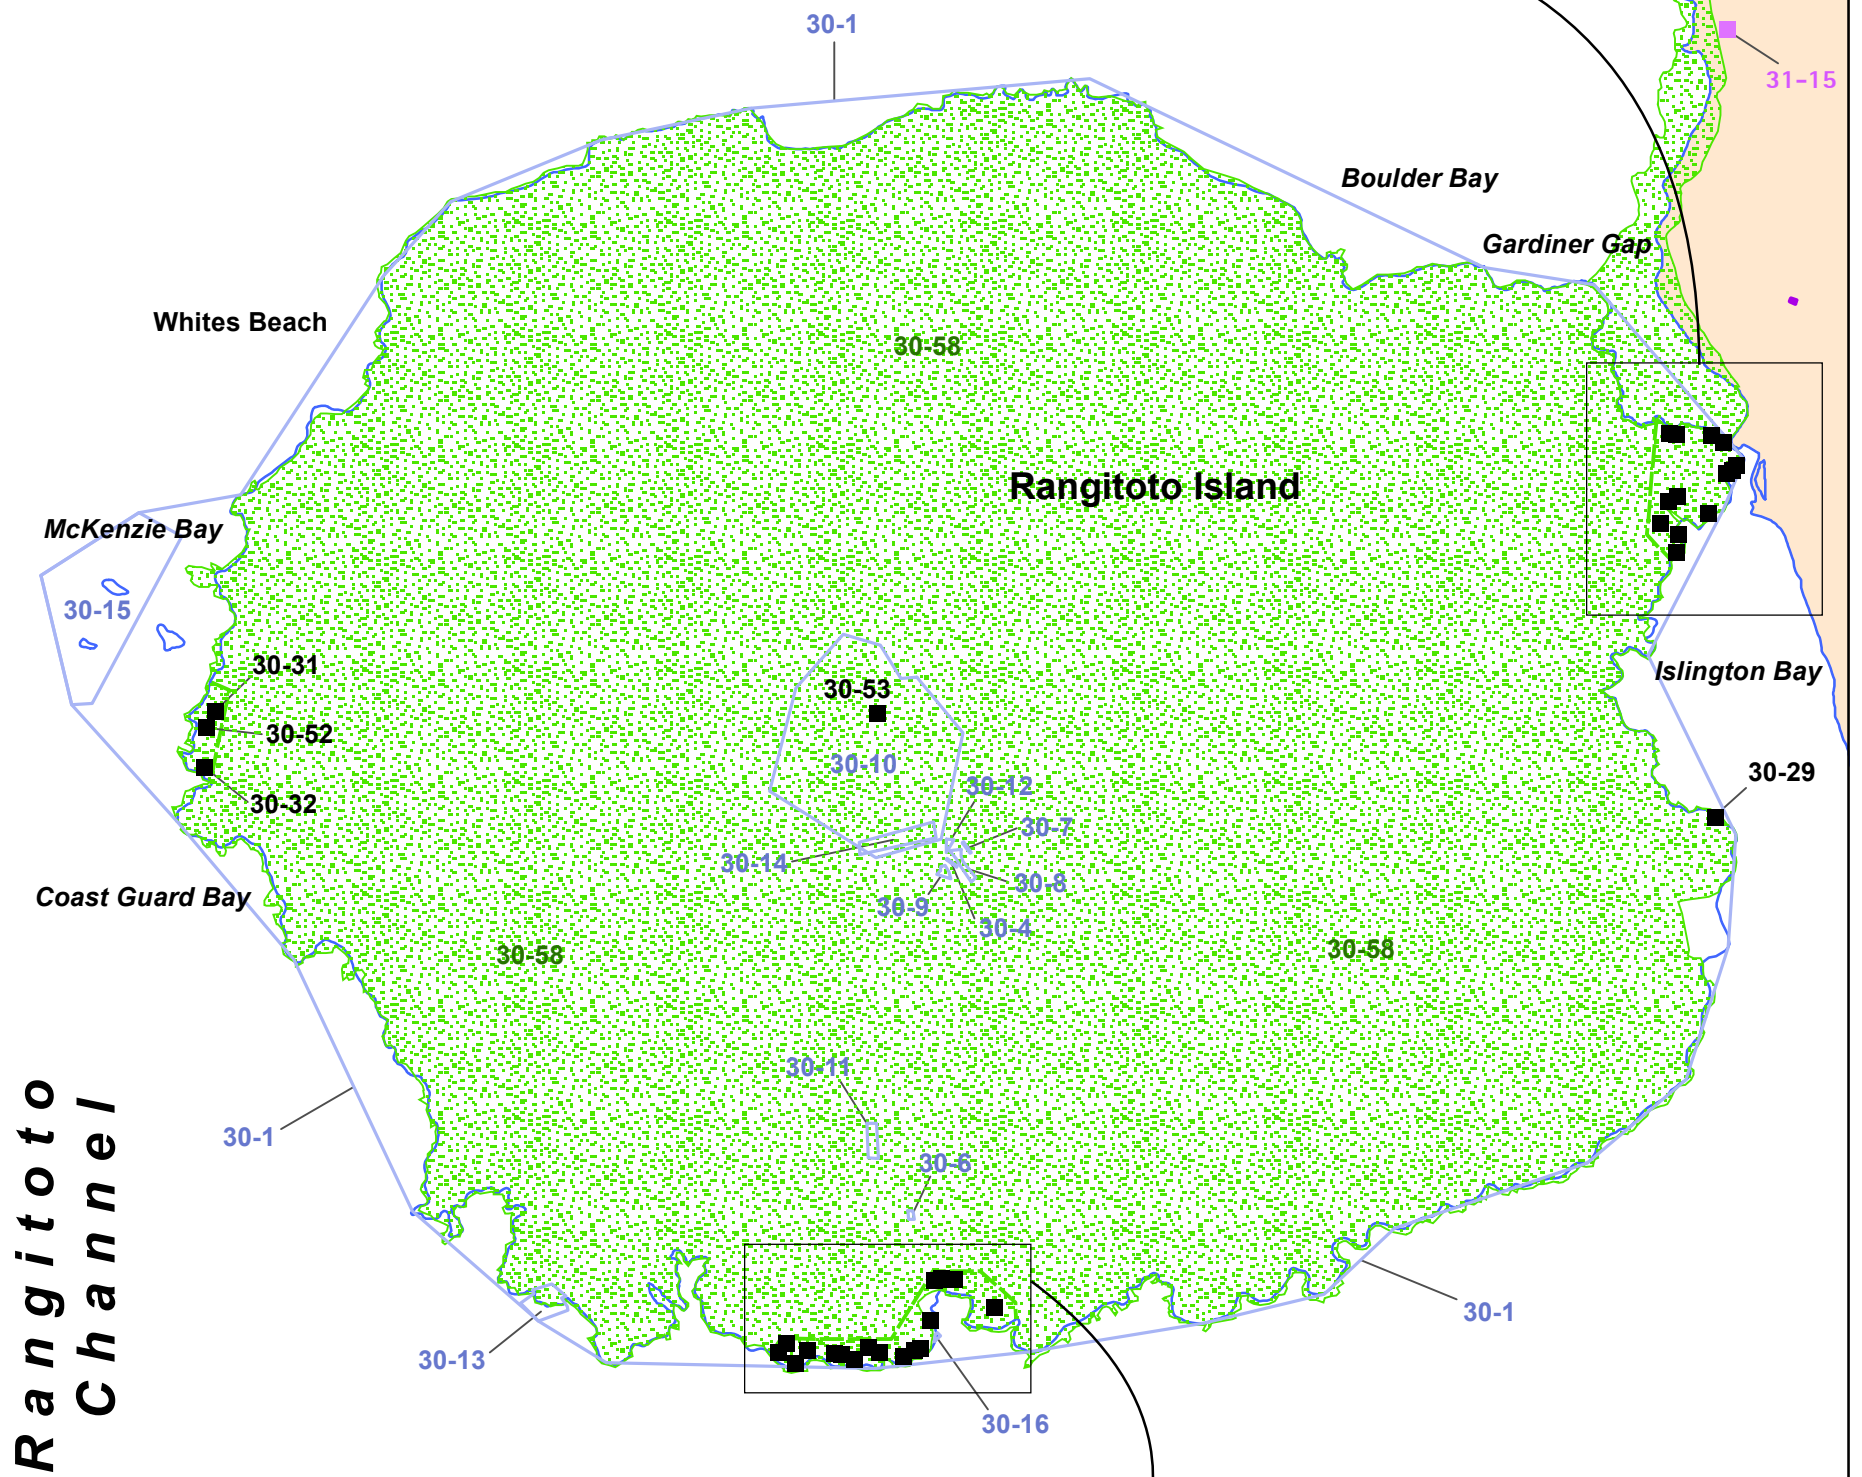 30-1
31-15
Boulder Bay
Gardiner Gap
Whites Beach
30-58
Rangitoto Island
McKenzie Bay
30-15
30-31
Islington Bay
30-53
30-52
30-10
30-29
30-12
30-32
30-7
30-14
30-8
Coast Guard Bay
30-9
30-4
30-58
30-58
30-11
30-1
30-6
Rangitoto
Channel
30-1
30-13
30-16